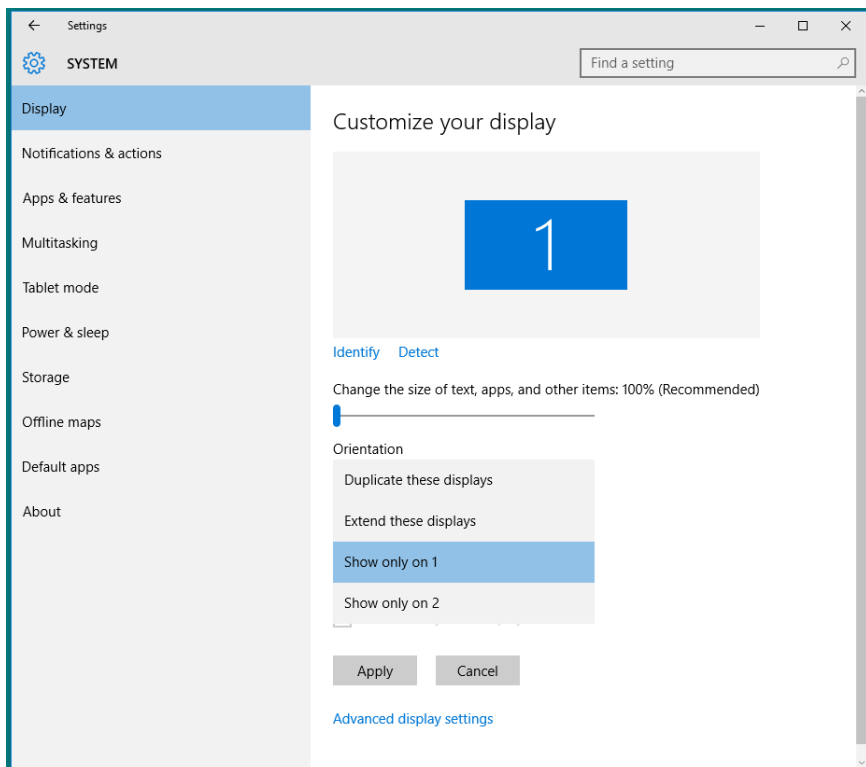 Settings
SYSTEM
Find a setting
Display
Notifications & actions
Apps & features
Multitasking
Tablet mode
Power & sleep
Storage
Offline maps
Default apps
About
Customize your display
1
Identify Detect
Change the size of text, apps, and other items: 100% (Recommended)
Orientation
Duplicate these displays
Extend these displays
Show only on 1
Show only on 2
Apply Cancel
Advanced display settings